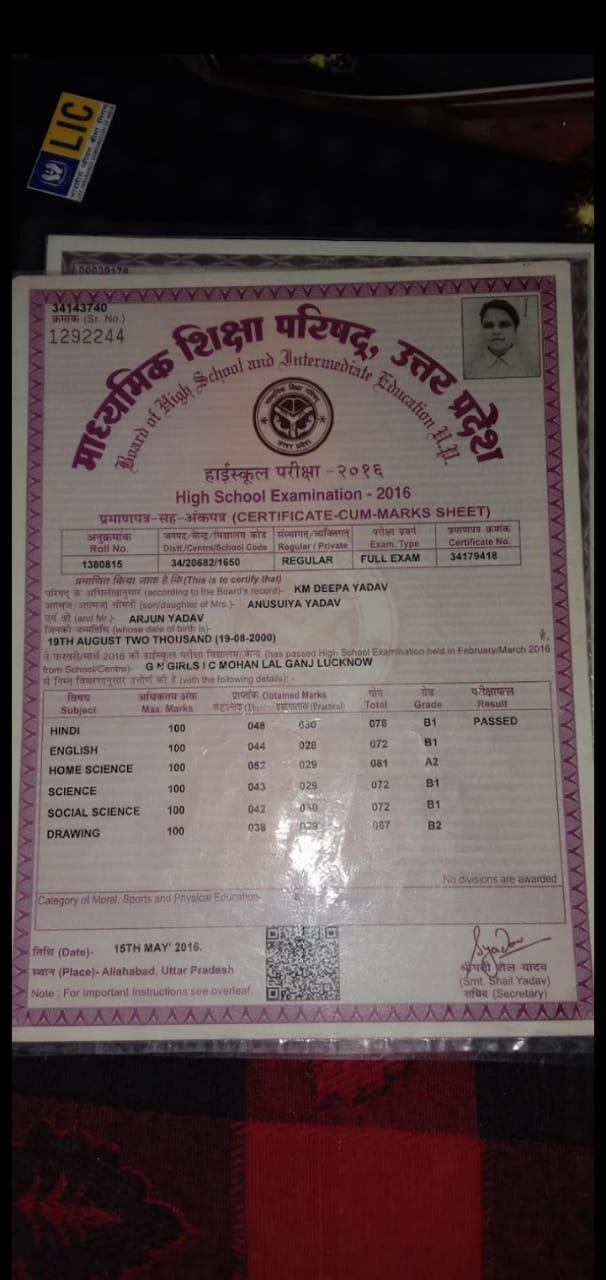 LIC
भारतीय जीवन बीमा निगम
00039176
34143740
क्रमांक (Sr. No.)
1292244
माध्यमिक शिक्षा परिषद्, उत्तर प्रदेश
Board of High School and Intermediate Education U.P.
उत्तर प्रदेश
हाईस्कूल परीक्षा - २०१६
High School Examination - 2016
प्रमाणपत्र-सह-अंकपत्र (CERTIFICATE-CUM-MARKS SHEET)
अनुक्रमांक जनपद/केन्द्र/विद्यालय कोड संस्थागत/व्यक्तिगत परीक्षा प्रवर्ग प्रमाणपत्र क्रमांक
Roll No. Distt./Centre/School Code Regular / Private Exam. Type Certificate No.
1380815 34/20682/1650 REGULAR FULL EXAM 34179418
प्रमाणित किया जाता है कि (This is to certify that)
परिषद् के अभिलेखानुसार (according to the Board's record)- KM DEEPA YADAV
आत्मज/आत्मजा श्रीमती (son/daughter of Mrs.)- ANUSUIYA YADAV
एवं श्री (and Mr.)- ARJUN YADAV
जिनकी जन्मतिथि (whose date of birth is)-
19TH AUGUST TWO THOUSAND (19-08-2000) है,
ने फरवरी/मार्च 2016 की हाईस्कूल परीक्षा विद्यालय/केन्द्र (has passed High School Examination held in February/March 2016
from School/Centre)- G N GIRLS I C MOHAN LAL GANJ LUCKNOW
से निम्न विवरणानुसार उत्तीर्ण की है (with the following details) :-
विषय अधिकतम अंक प्राप्तांक Obtained Marks योग ग्रेड परीक्षाफल
Subject Max. Marks (Practical) Total Grade Result
HINDI 100 048 030 078 B1 PASSED
ENGLISH 100 044 028 072 B1
HOME SCIENCE 100 052 029 081 A2
SCIENCE 100 043 029 072 B1
SOCIAL SCIENCE 100 042 030 072 B1
DRAWING 100 038 029 067 B2
No divisions are awarded
Category of Moral, Sports and Physical Education-
तिथि (Date)- 15TH MAY' 2016.
स्थान (Place)- Allahabad, Uttar Pradesh
Note : For Important Instructions see overleaf.
Syadav
श्रीमती शैल यादव
(Smt. Shail Yadav)
सचिव (Secretary)